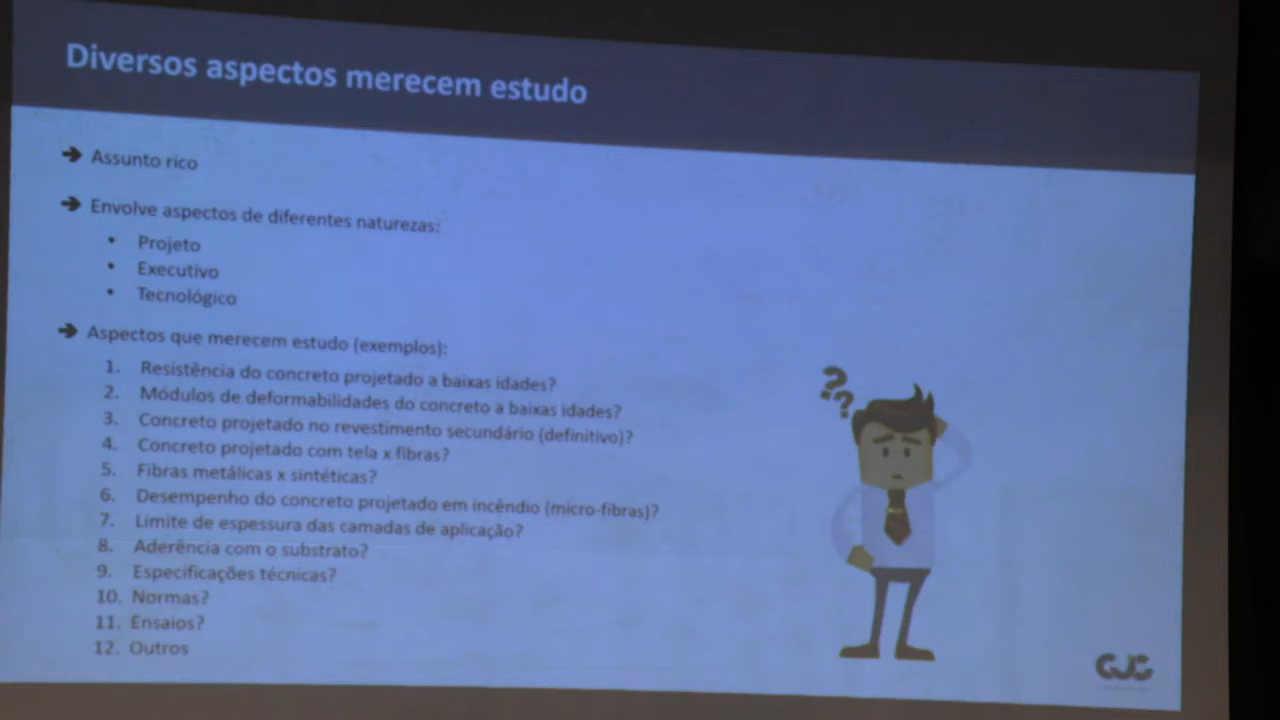 Diversos aspectos merecem estudo
➔ Assunto rico
➔ Envolve aspectos de diferentes naturezas:
• Projeto
• Executivo
• Tecnológico
➔ Aspectos que merecem estudo (exemplos):
1. Resistência do concreto projetado a baixas idades?
2. Módulos de deformabilidades do concreto a baixas idades?
3. Concreto projetado no revestimento secundário (definitivo)?
4. Concreto projetado com tela x fibras?
5. Fibras metálicas x sintéticas?
6. Desempenho do concreto projetado em incêndio (micro-fibras)?
7. Limite de espessura das camadas de aplicação?
8. Aderência com o substrato?
9. Especificações técnicas?
10. Normas?
11. Ensaios?
12. Outros
??